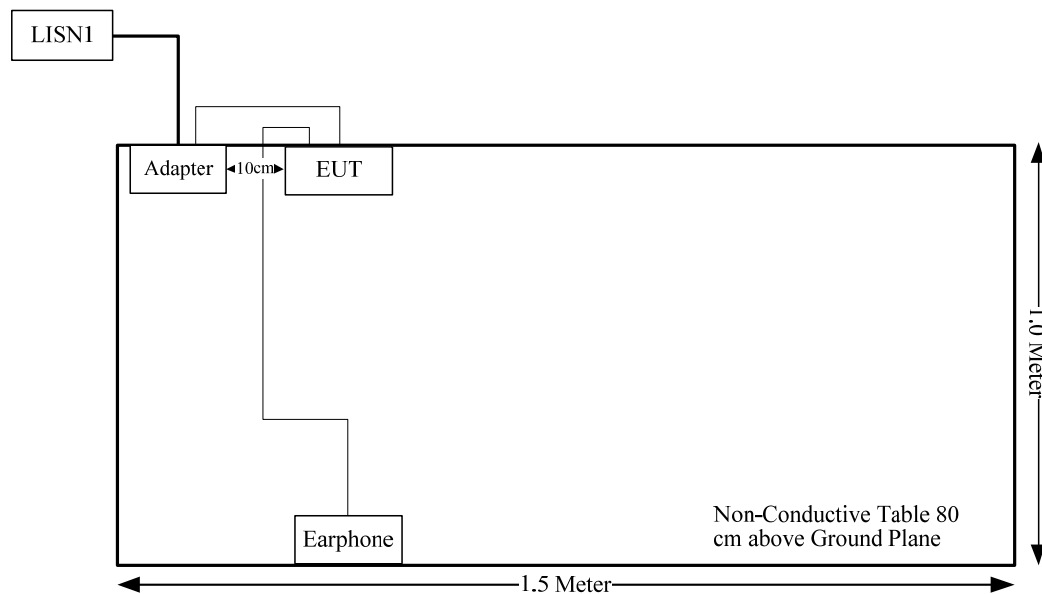 LISN1
Adapter
10cm
EUT
1.0 Meter
Earphone
Non-Conductive Table 80
cm above Ground Plane
1.5 Meter